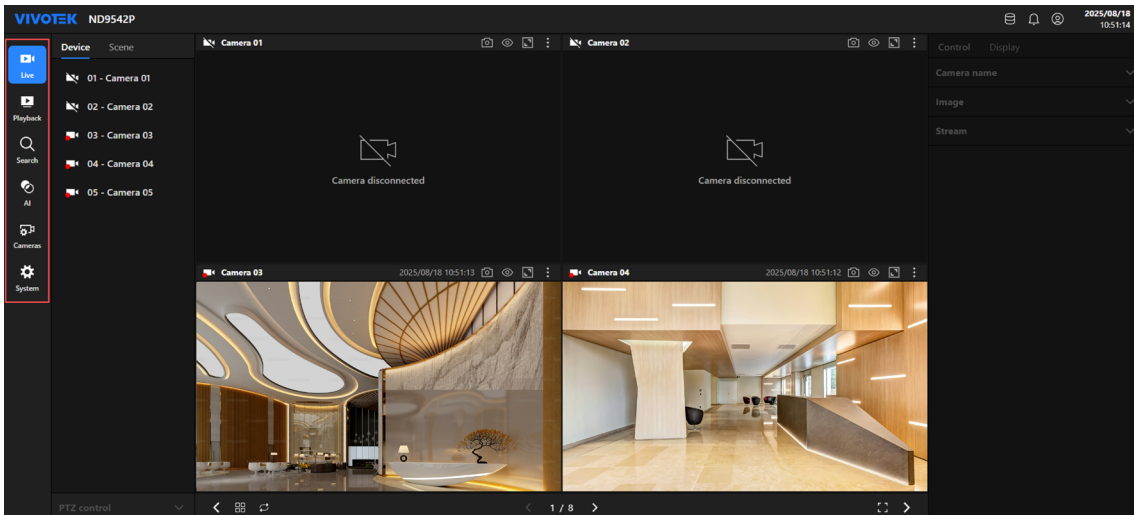 VIVOTEK ND9542P
2025/08/18
10:51:14
Live
Playback
Search
AI
Cameras
System
Device Scene
01 - Camera 01
02 - Camera 02
03 - Camera 03
04 - Camera 04
05 - Camera 05
PTZ control
Camera 01
Camera disconnected
Camera 02
Camera disconnected
Camera 03 2025/08/18 10:51:13
Camera 04 2025/08/18 10:51:12
1 / 8
Control Display
Camera name
Image
Stream